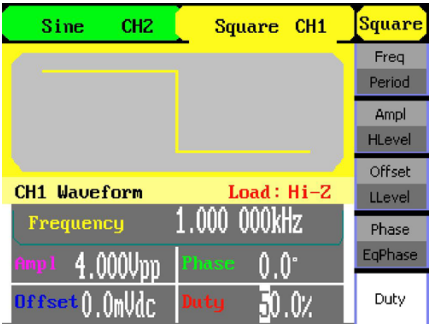 Sine CH2 Square CH1 Square
Freq
Period
Ampl
HLevel
Offset
LLevel
CH1 Waveform Load: Hi-Z
Phase
EqPhase
Frequency 1.000 000kHz
Ampl 4.000Vpp Phase 0.0°
Offset 0.0mVdc Duty 50.0%
Duty